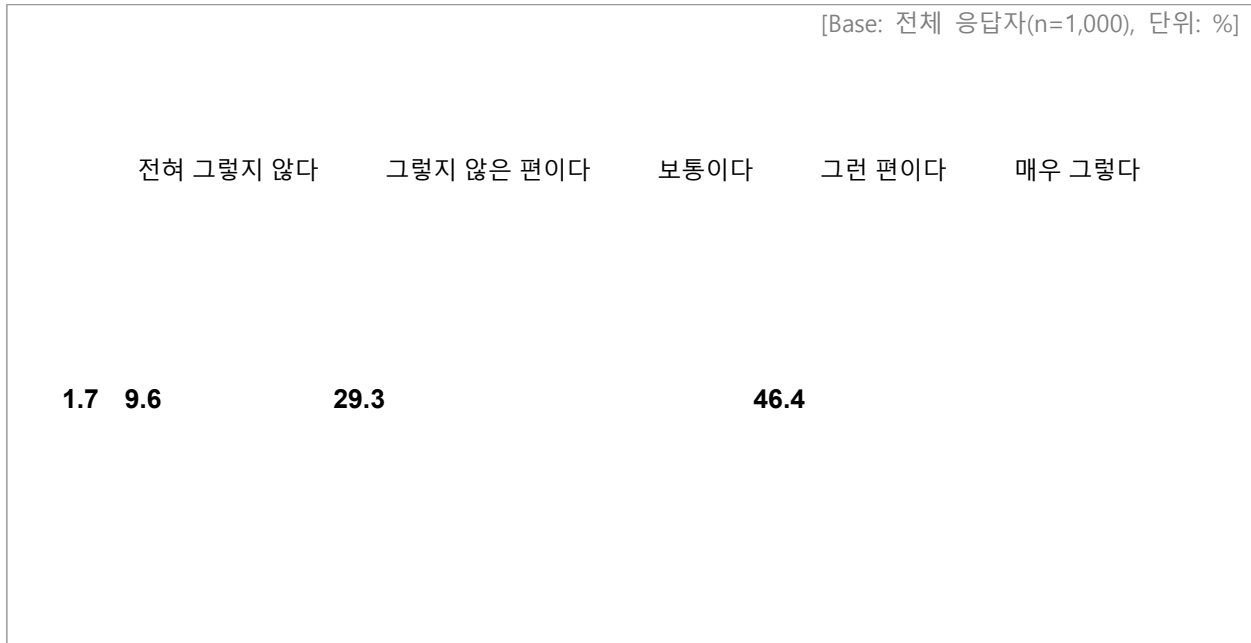 [Base: 전체 응답자(n=1,000), 단위: %]
전혀 그렇지 않다 그렇지 않은 편이다 보통이다 그런 편이다 매우 그렇다
1.7 9.6 29.3 46.4